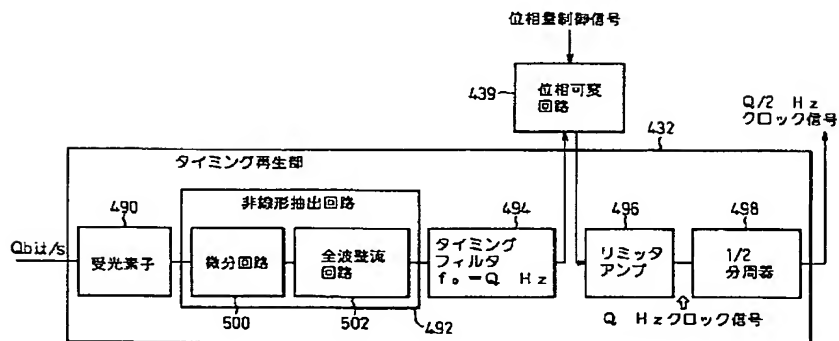 位相量制御信号
439
位相可変
回路
Q/2 Hz
クロック信号
432
タイミング再生部
490
非線形抽出回路
494
496
498
Qbit/s
受光素子
微分回路
全波整流
回路
タイミング
フィルタ
f₀=Q Hz
リミッタ
アンプ
1/2
分周器
500
502
492
Q Hzクロック信号